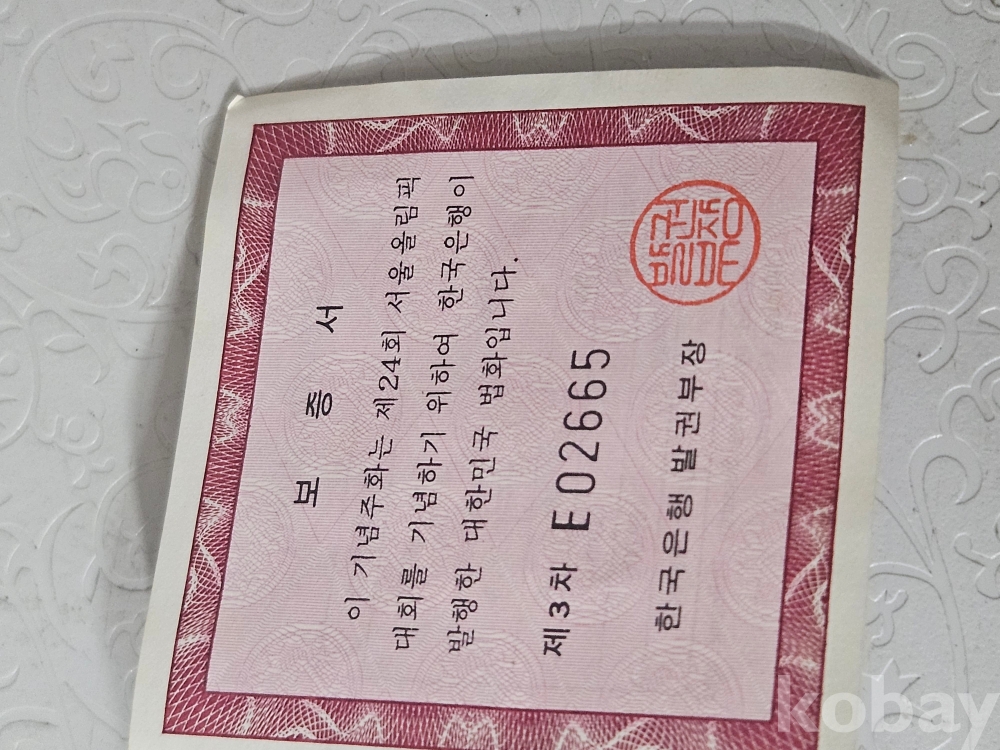 보 증 서
이 기념주화는 제24회 서울올림픽
대회를 기념하기 위하여 한국은행이
발행한 대한민국 법화입니다.
제3차 E02665
한국은행 발권부장
kobay